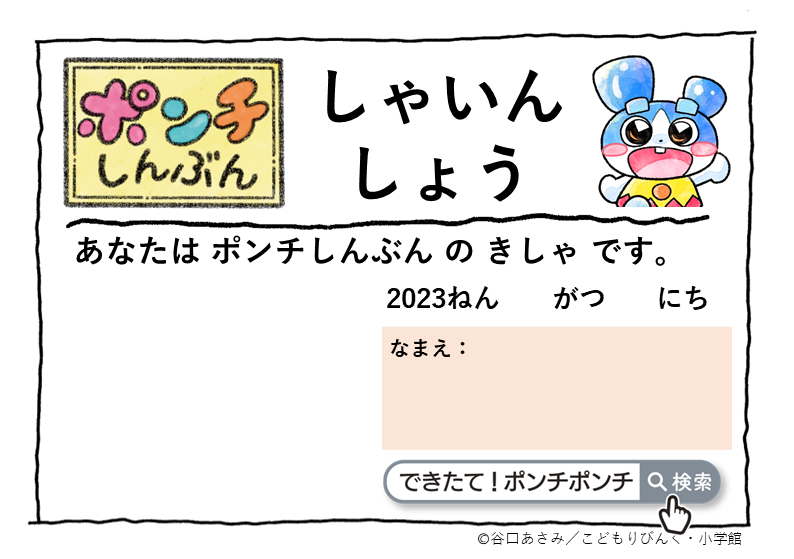 ポンチ
しんぶん
しゃいん
しょう
あなたは ポンチしんぶん の きしゃ です。
2023ねん がつ にち
なまえ：
できたて！ポンチポンチ 検索
©谷口あさみ／こどもりびんぐ・小学館